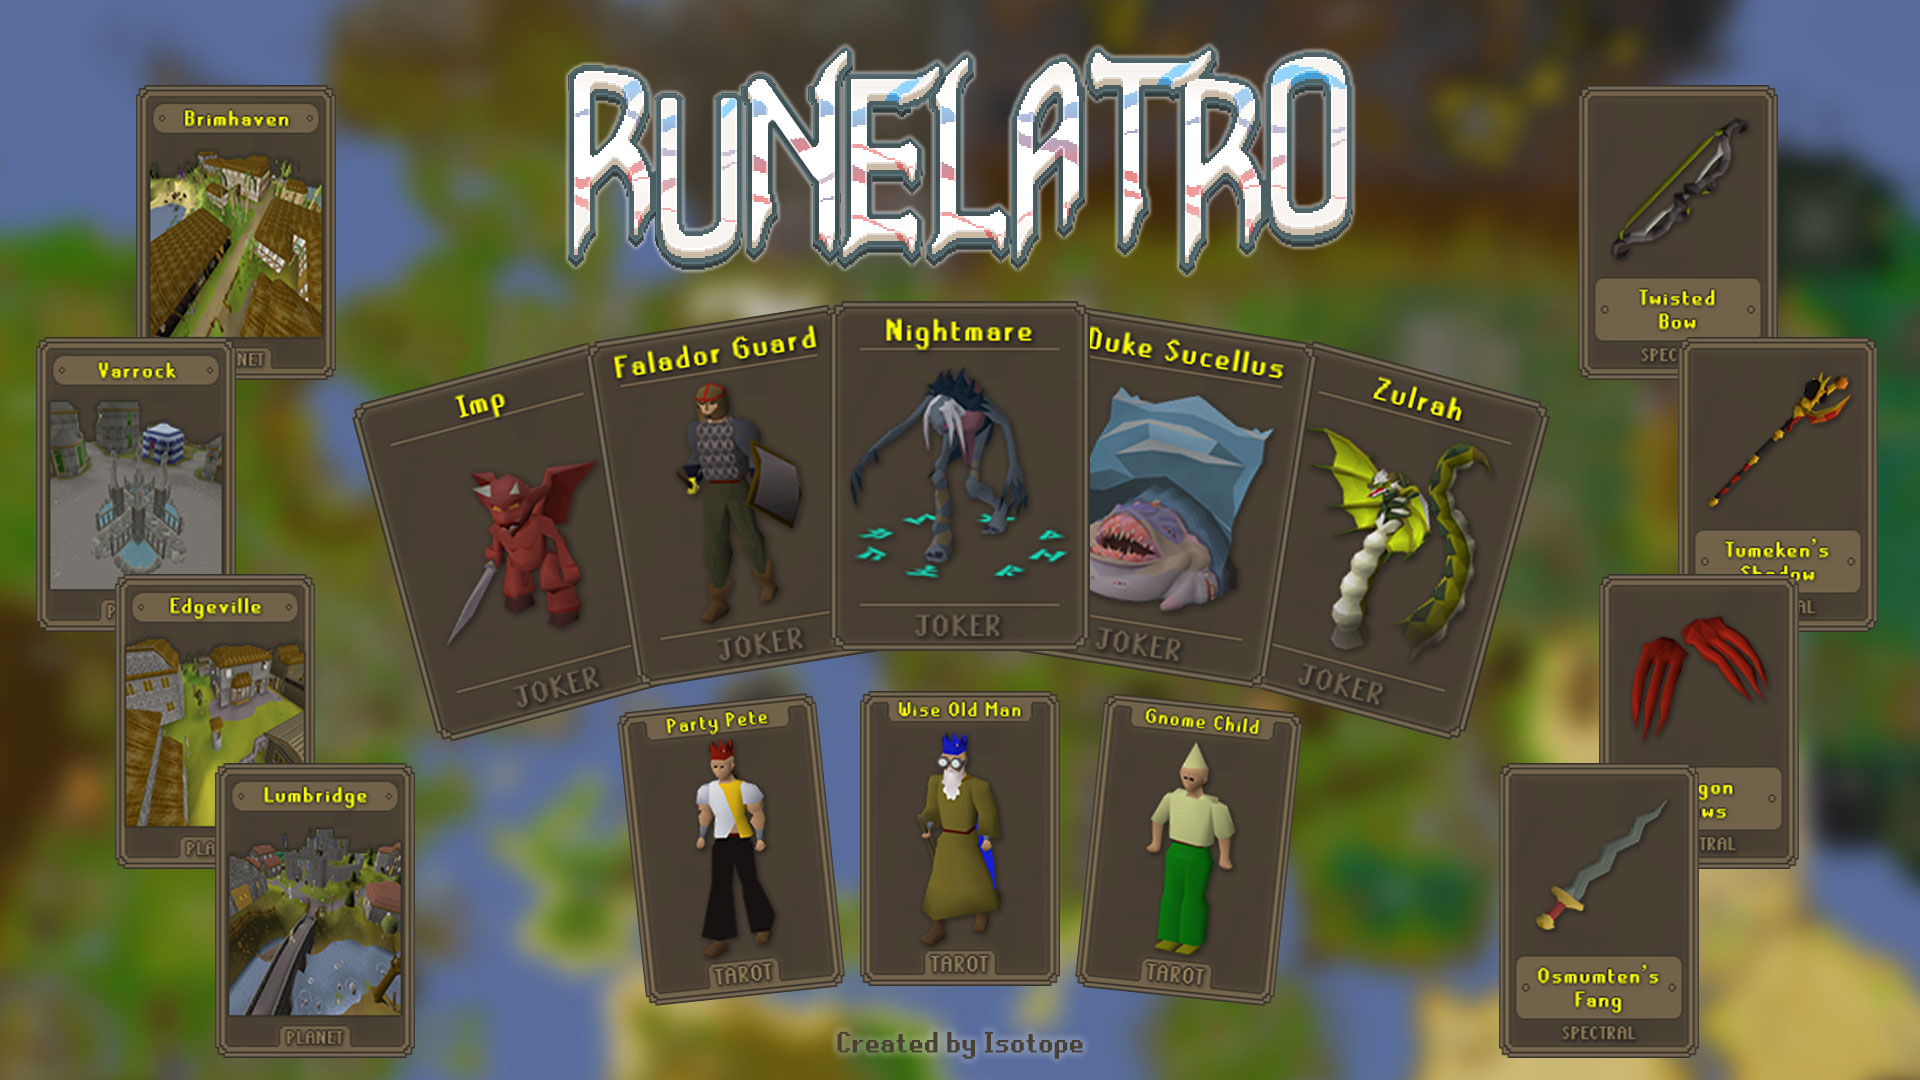 RUNELATRO
Brimhaven
NET
Varrock
P
Edgeville
PLA
Lumbridge
PLANET
Imp
JOKER
Falador Guard
JOKER
Nightmare
JOKER
Duke Sucellus
JOKER
Zulrah
JOKER
Party Pete
TAROT
Wise Old Man
TAROT
Gnome Child
TAROT
Twisted
Bow
SPEC
Tumeken's
Shadow
AL
gon
ws
TRAL
Osmumten's
Fang
SPECTRAL
Created by Isotope